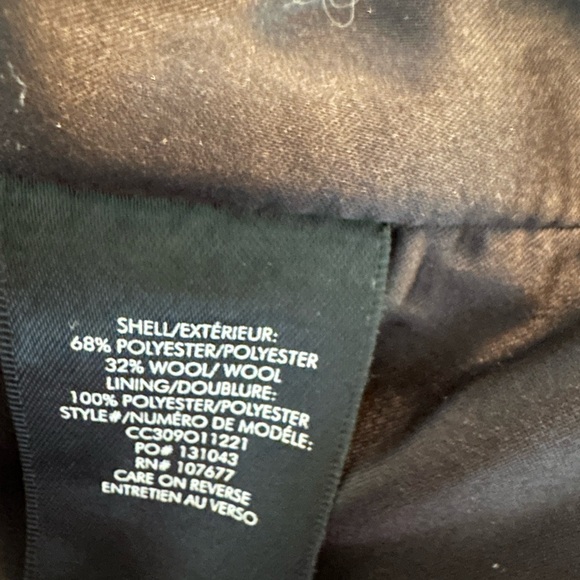 SHELL/EXTÉRIEUR:
68% POLYESTER/POLYESTER
32% WOOL/ WOOL
LINING/DOUBLURE:
100% POLYESTER/POLYESTER
STYLE#/NUMÉRO DE MODÉLE:
CC309O11221
PO# 131043
RN# 107677
CARE ON REVERSE
ENTRETIEN AU VERSO